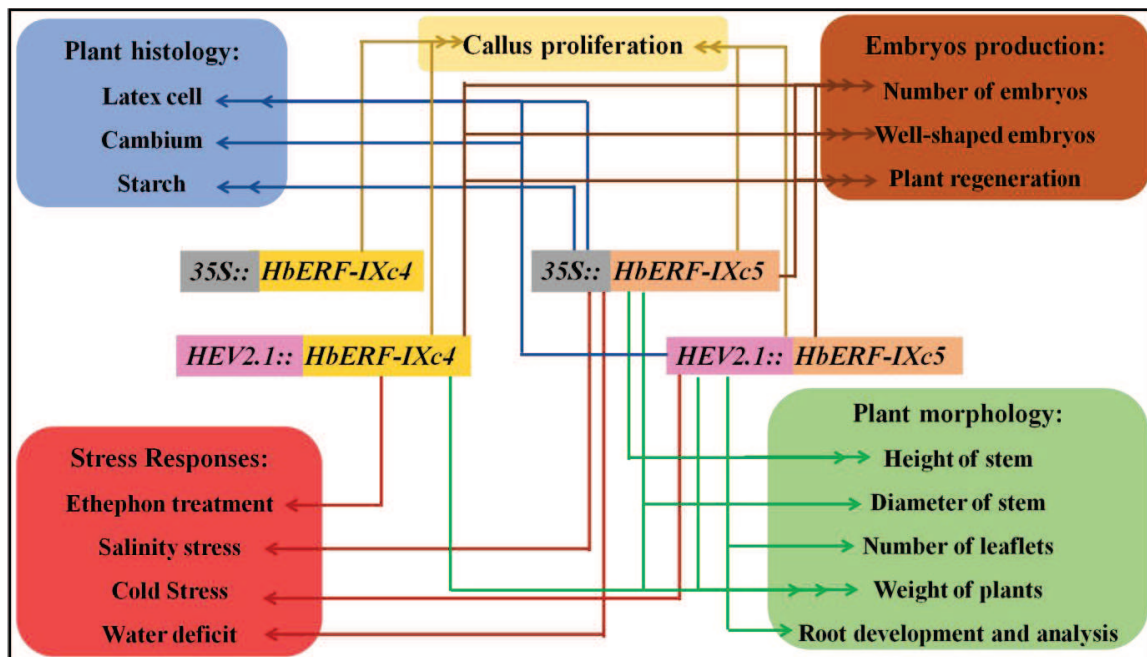 Plant histology:
Latex cell
Cambium
Starch
Callus proliferation
Embryos production:
Number of embryos
Well-shaped embryos
Plant regeneration
35S:: HbERF-IXc4
35S:: HbERF-IXc5
HEV2.1:: HbERF-IXc4
HEV2.1:: HbERF-IXc5
Stress Responses:
Ethephon treatment
Salinity stress
Cold Stress
Water deficit
Plant morphology:
Height of stem
Diameter of stem
Number of leaflets
Weight of plants
Root development and analysis